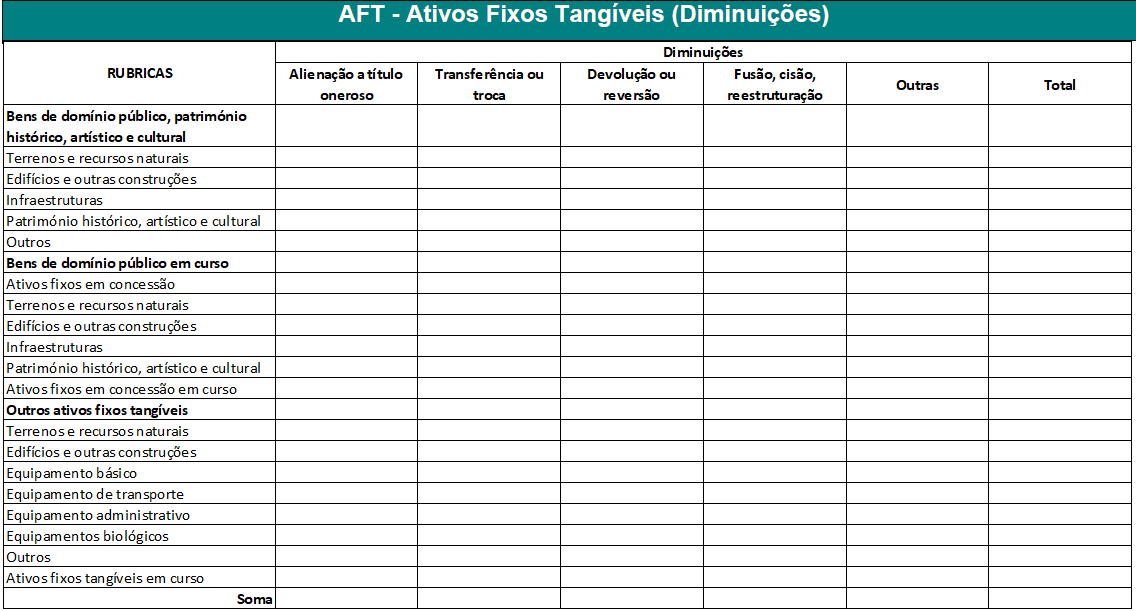 AFT - Ativos Fixos Tangíveis (Diminuições)
RUBRICAS
Diminuições
Alienação a título
oneroso
Transferência ou
troca
Devolução ou
reversão
Fusão, cisão,
reestruturação
Outras
Total
Bens de domínio público, património
histórico, artístico e cultural
Terrenos e recursos naturais
Edifícios e outras construções
Infraestruturas
Património histórico, artístico e cultural
Outros
Bens de domínio público em curso
Ativos fixos em concessão
Terrenos e recursos naturais
Edifícios e outras construções
Infraestruturas
Património histórico, artístico e cultural
Ativos fixos em concessão em curso
Outros ativos fixos tangíveis
Terrenos e recursos naturais
Edifícios e outras construções
Equipamento básico
Equipamento de transporte
Equipamento administrativo
Equipamentos biológicos
Outros
Ativos fixos tangíveis em curso
Soma